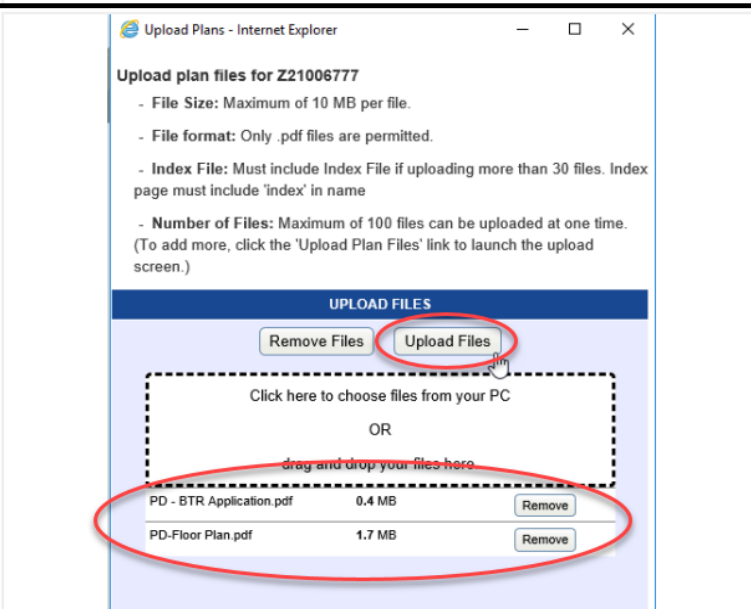 Upload Plans - Internet Explorer
Upload plan files for Z21006777
- File Size: Maximum of 10 MB per file.
- File format: Only .pdf files are permitted.
- Index File: Must include Index File if uploading more than 30 files. Index
page must include 'index' in name
- Number of Files: Maximum of 100 files can be uploaded at one time.
(To add more, click the 'Upload Plan Files' link to launch the upload
screen.)
UPLOAD FILES
Remove Files Upload Files
Click here to choose files from your PC
OR
drag and drop your files here.
PD - BTR Application.pdf 0.4 MB Remove
PD-Floor Plan.pdf 1.7 MB Remove